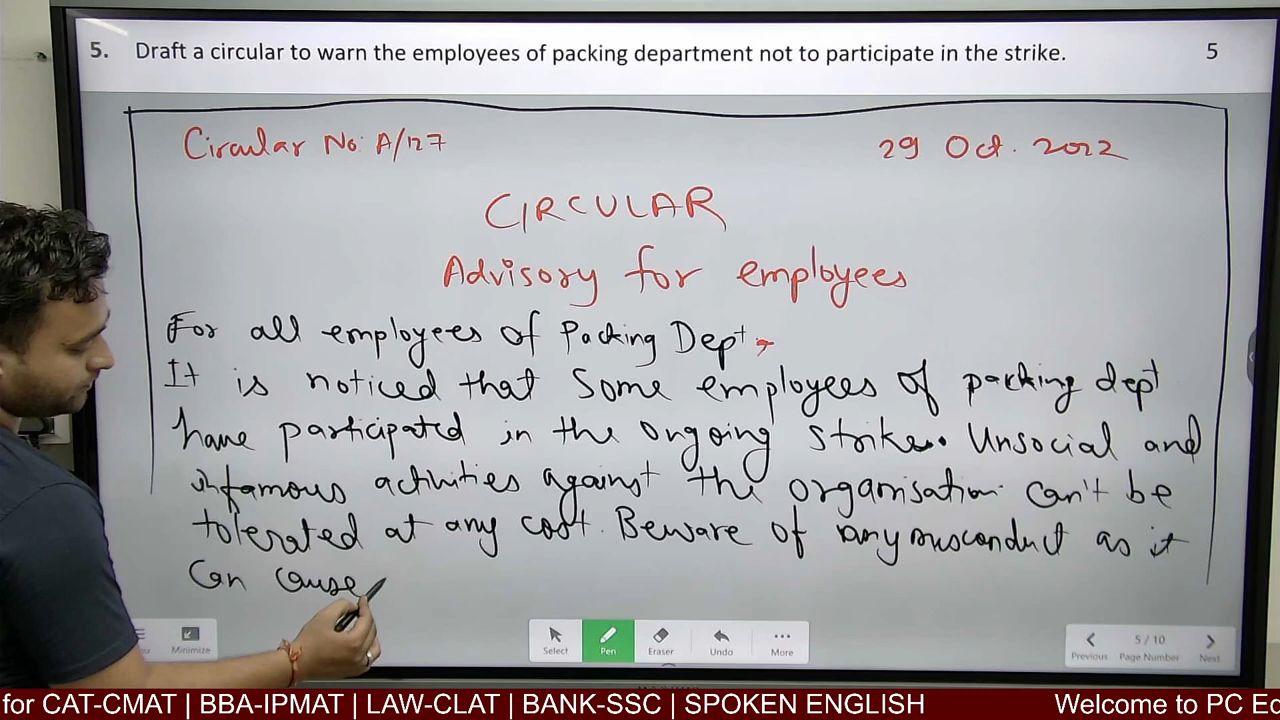 5. Draft a circular to warn the employees of packing department not to participate in the strike. 5
Circular No: A/127 29 Oct. 2022
CIRCULAR
Advisory for employees
For all employees of Packing Dept,
It is noticed that Some employees of packing dept
have participated in the Ongoing strike. Unsocial and
infamous activities against the organisation can't be
tolerated at any cost. Beware of any misconduct as it
Can cause
Minimize Select Pen Eraser Undo More Previous 5 / 10 Page Number Next
for CAT-CMAT | BBA-IPMAT | LAW-CLAT | BANK-SSC | SPOKEN ENGLISH Welcome to PC Ec